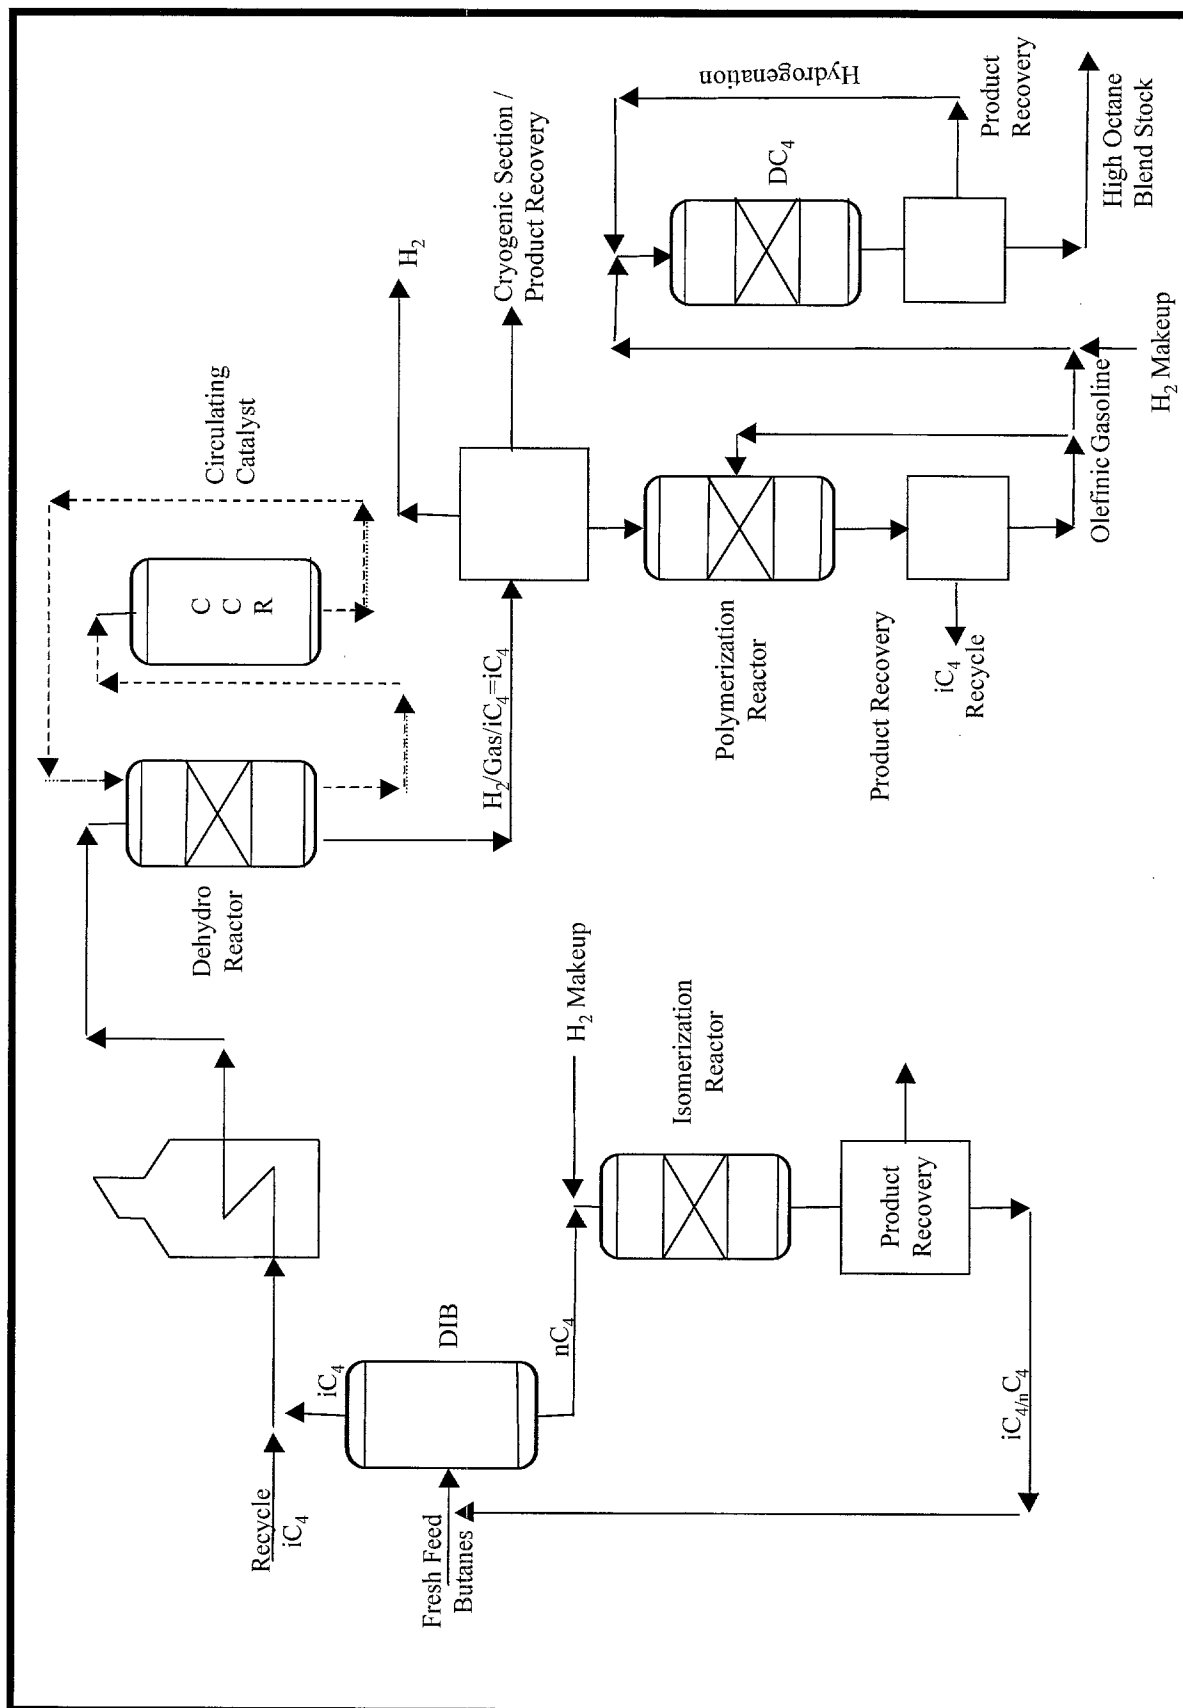 Recycle
iC4
Fresh Feed
Butanes
iC4
DIB
nC4
H2 Makeup
Isomerization
Reactor
Product
Recovery
iC4/nC4
Dehydro
Reactor
C
C
R
Circulating
Catalyst
H2/Gas/iC4=iC4
H2
Cryogenic Section /
Product Recovery
Polymerization
Reactor
Product Recovery
iC4
Recycle
Olefinic Gasoline
H2 Makeup
Hydrogenation
DC4
Product
Recovery
High Octane
Blend Stock